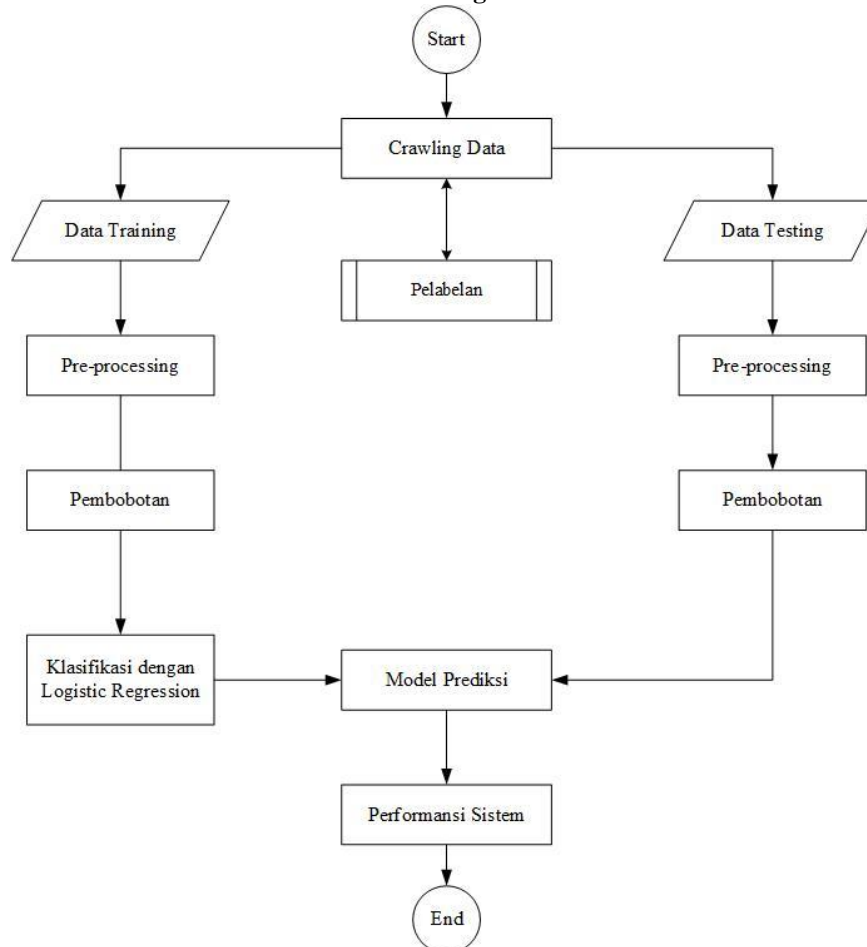 Start
Crawling Data
Data Training
Data Testing
Pelabelan
Pre-processing
Pre-processing
Pembobotan
Pembobotan
Klasifikasi dengan
Logistic Regression
Model Prediksi
Performansi Sistem
End